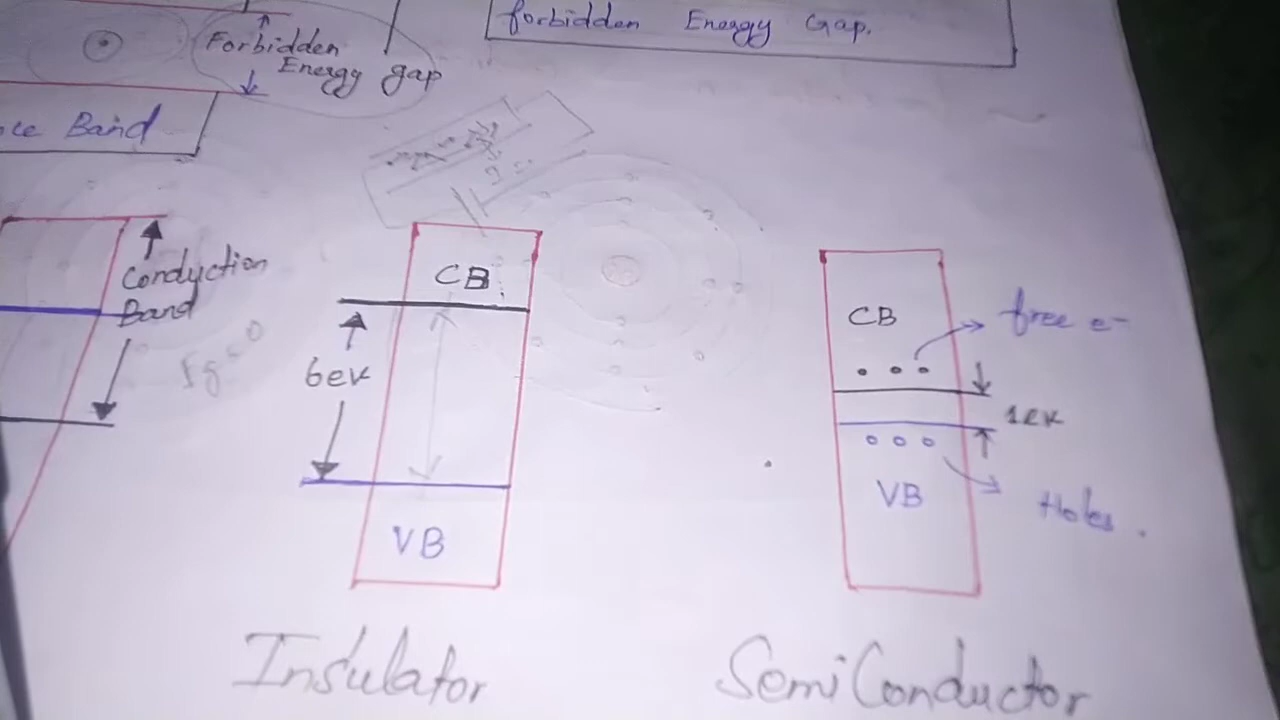 forbidden Energy Gap.
Forbidden
Energy gap
Band
Conduction
Band
CB
6ev
VB
Insulator
CB
free e-
1ev
Holes.
VB
SemiConductor